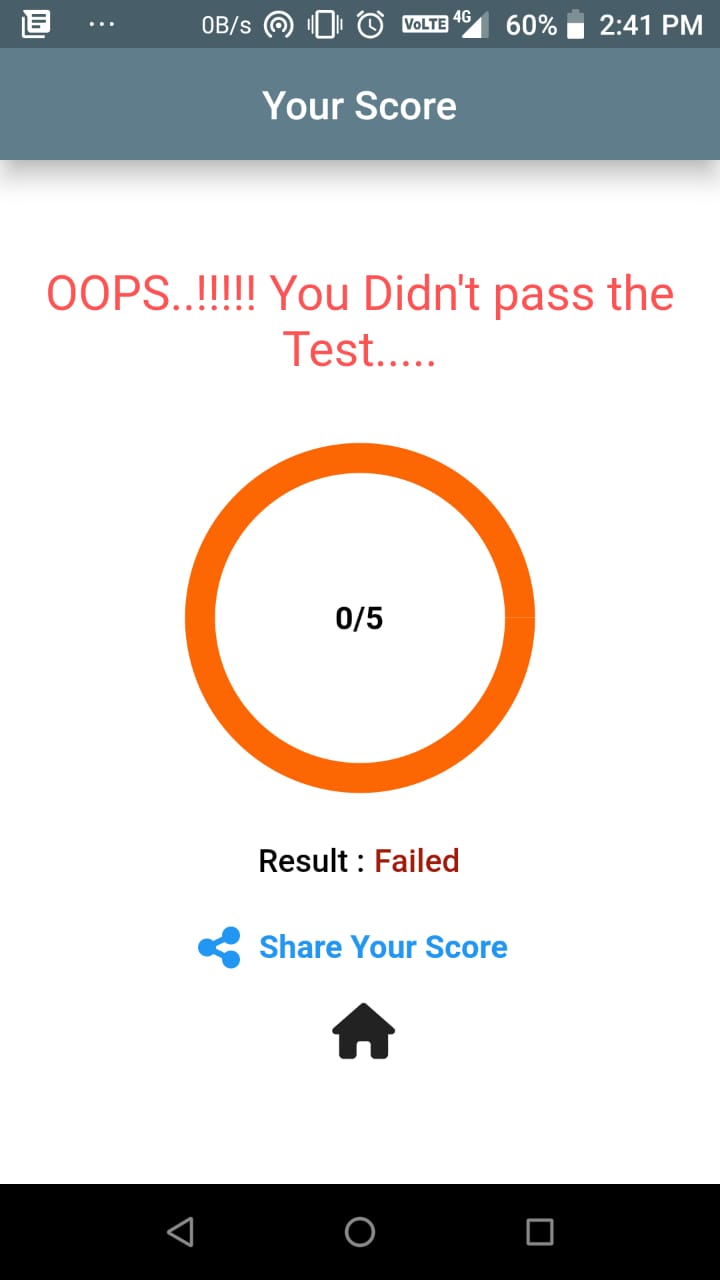 0B/s VoLTE 4G 60% 2:41 PM
Your Score
OOPS..!!!!! You Didn't pass the
Test.....
0/5
Result : Failed
Share Your Score